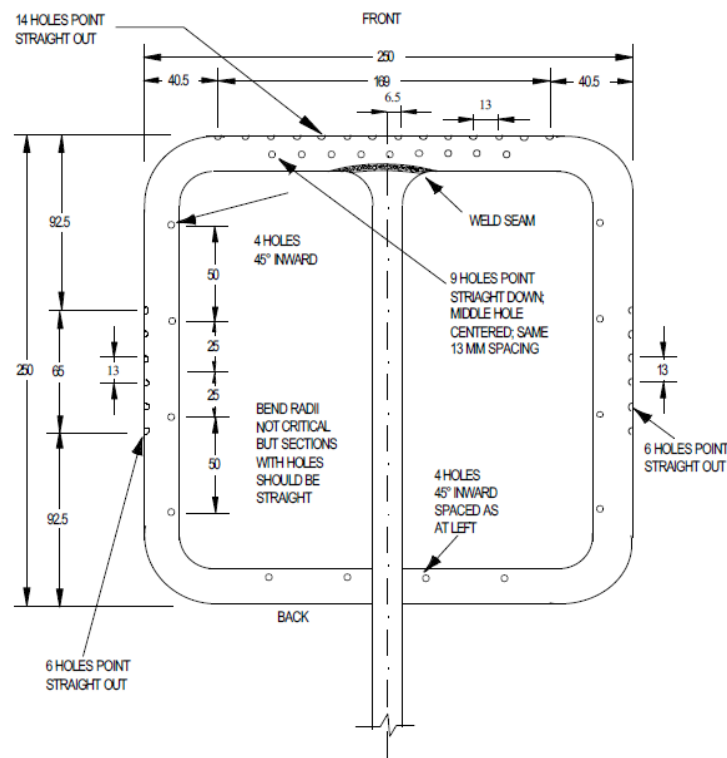 14 HOLES POINT
STRAIGHT OUT
FRONT
250
40.5
169
40.5
6.5
13
WELD SEAM
92.5
4 HOLES
45° INWARD
50
9 HOLES POINT
STRIAGHT DOWN;
MIDDLE HOLE
CENTERED; SAME
13 MM SPACING
250
65
13
25
25
13
BEND RADII
NOT CRITICAL
BUT SECTIONS
WITH HOLES
SHOULD BE
STRAIGHT
50
6 HOLES POINT
STRAIGHT OUT
4 HOLES
45° INWARD
SPACED AS
AT LEFT
92.5
BACK
6 HOLES POINT
STRAIGHT OUT